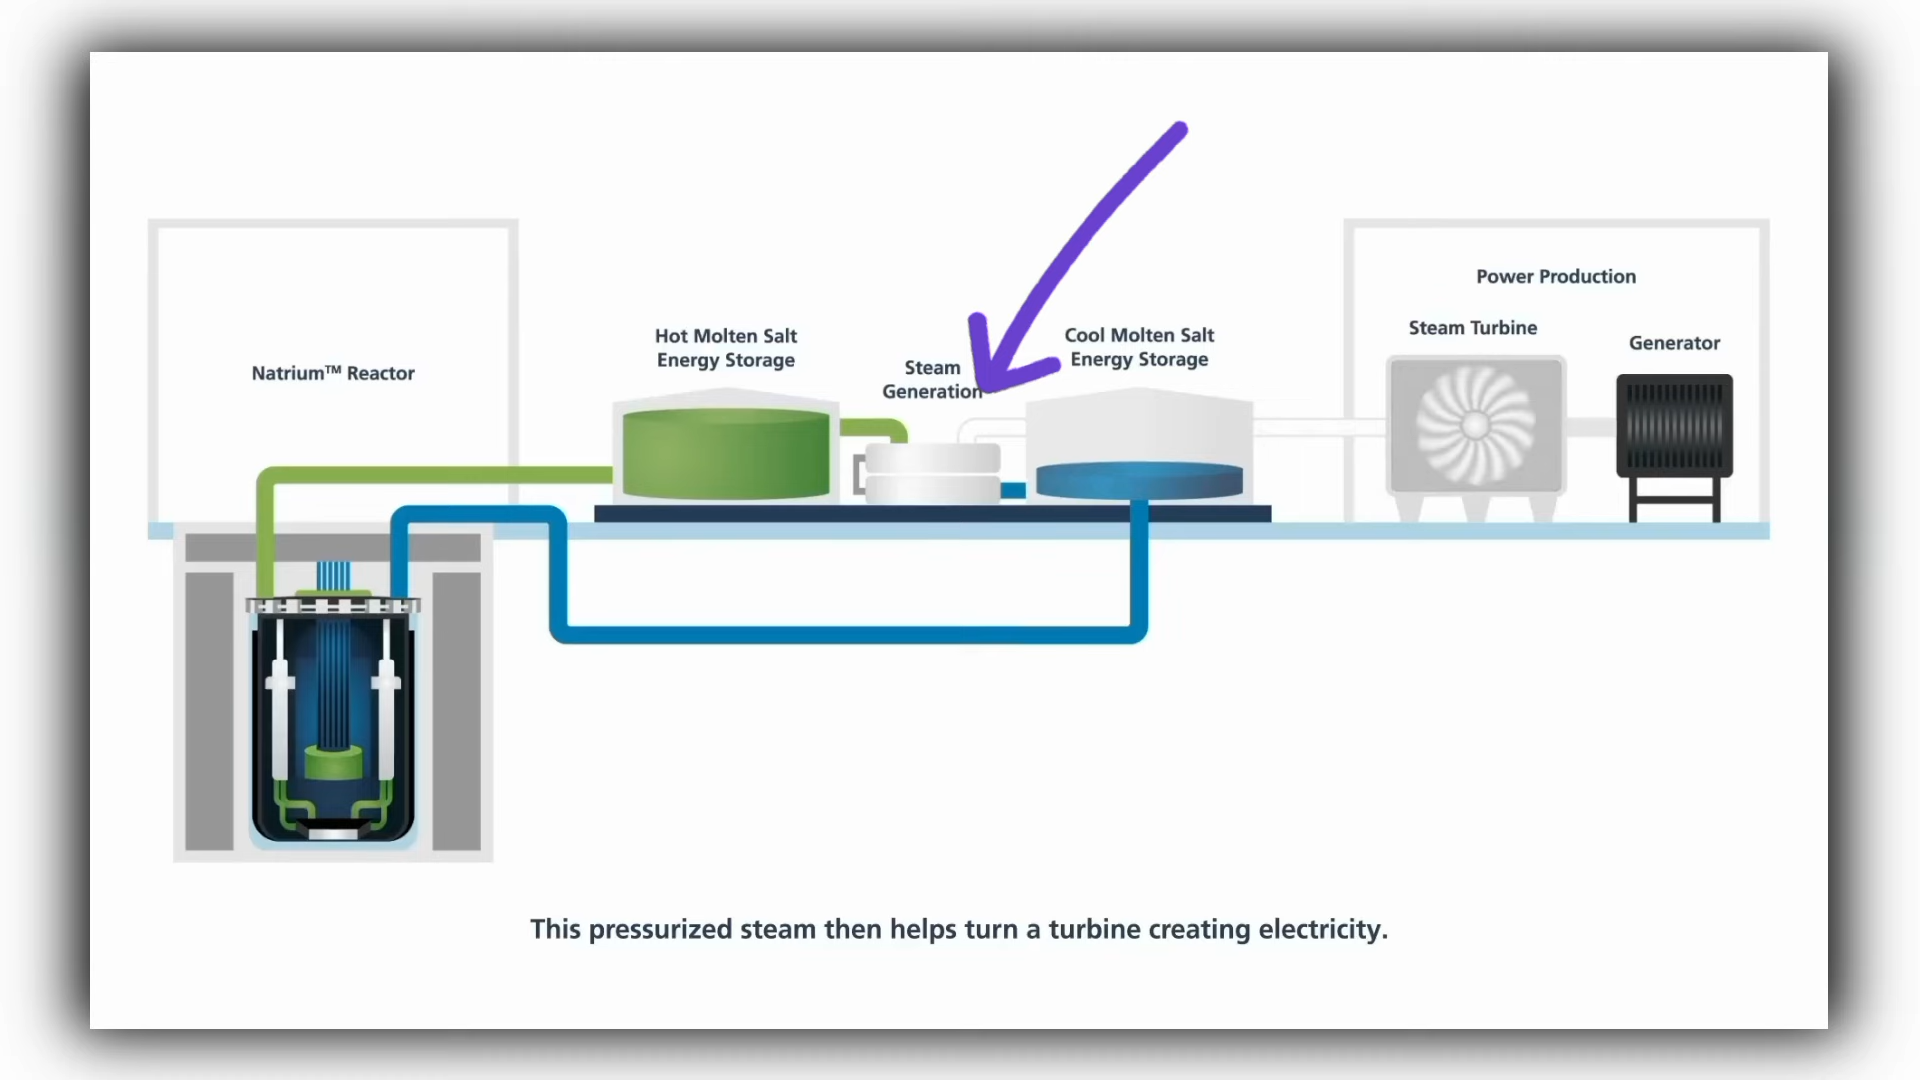 Power Production
Steam Turbine
Generator
Hot Molten Salt
Energy Storage
Cool Molten Salt
Energy Storage
Steam
Generation
Natrium™ Reactor
This pressurized steam then helps turn a turbine creating electricity.